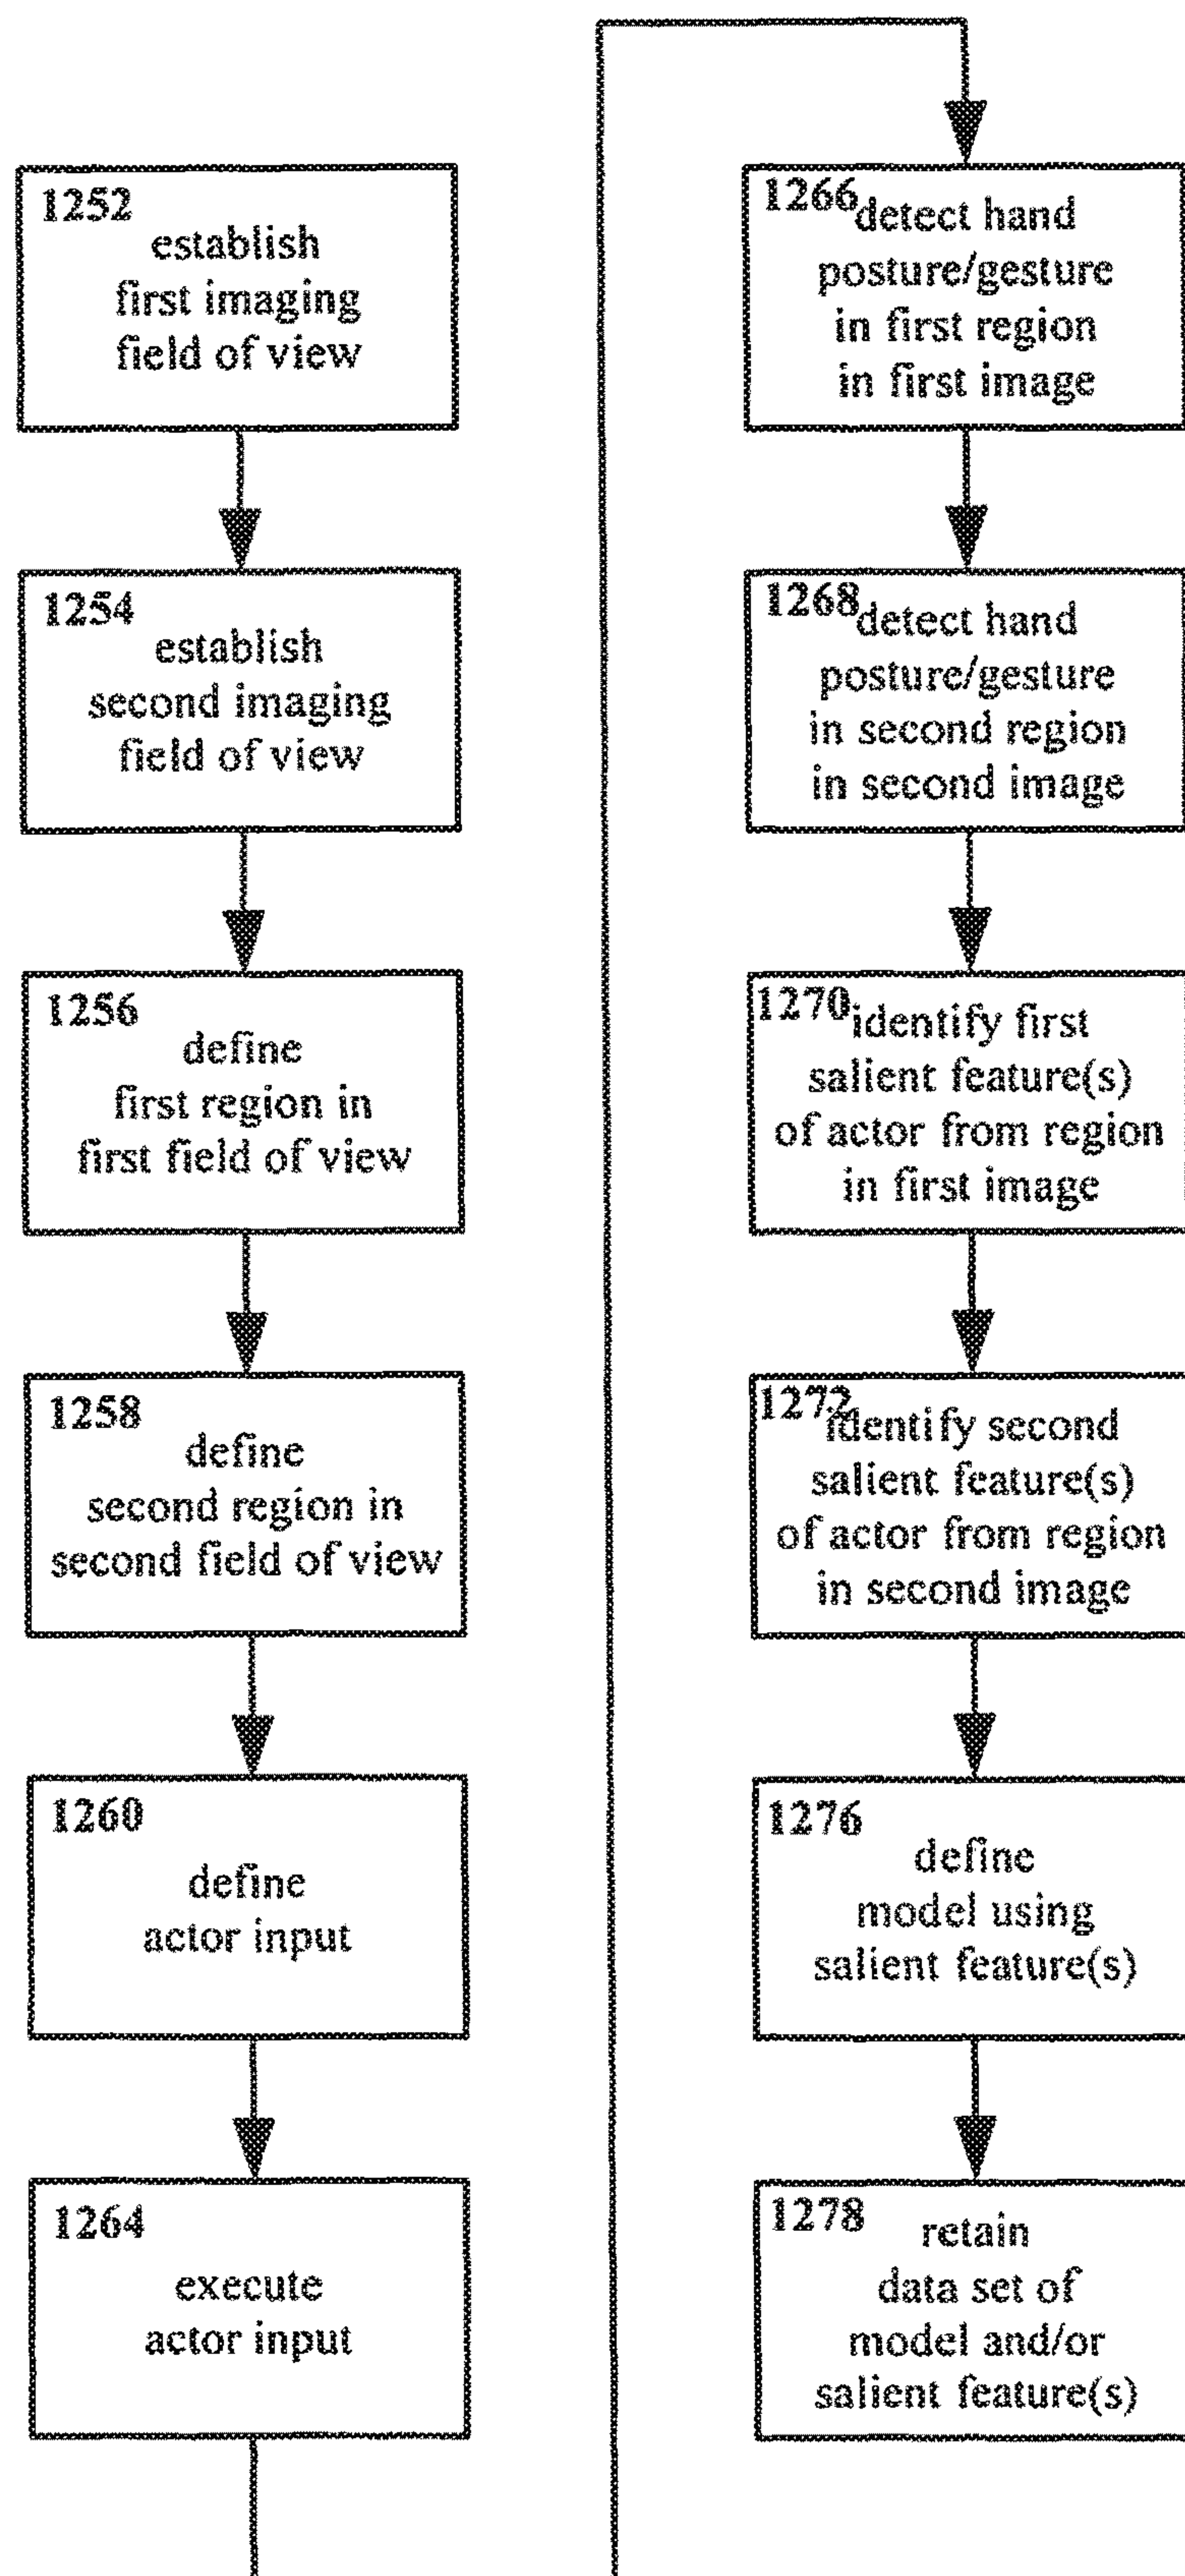 1252
establish
first imaging
field of view
1254
establish
second imaging
field of view
1256
define
first region in
first field of view
1258
define
second region in
second field of view
1260
define
actor input
1264
execute
actor input
1266
detect hand
posture/gesture
in first region
in first image
1268
detect hand
posture/gesture
in second region
in second image
1270
identify first
salient feature(s)
of actor from region
in first image
1272
identify second
salient feature(s)
of actor from region
in second image
1276
define
model using
salient feature(s)
1278
retain
data set of
model and/or
salient feature(s)